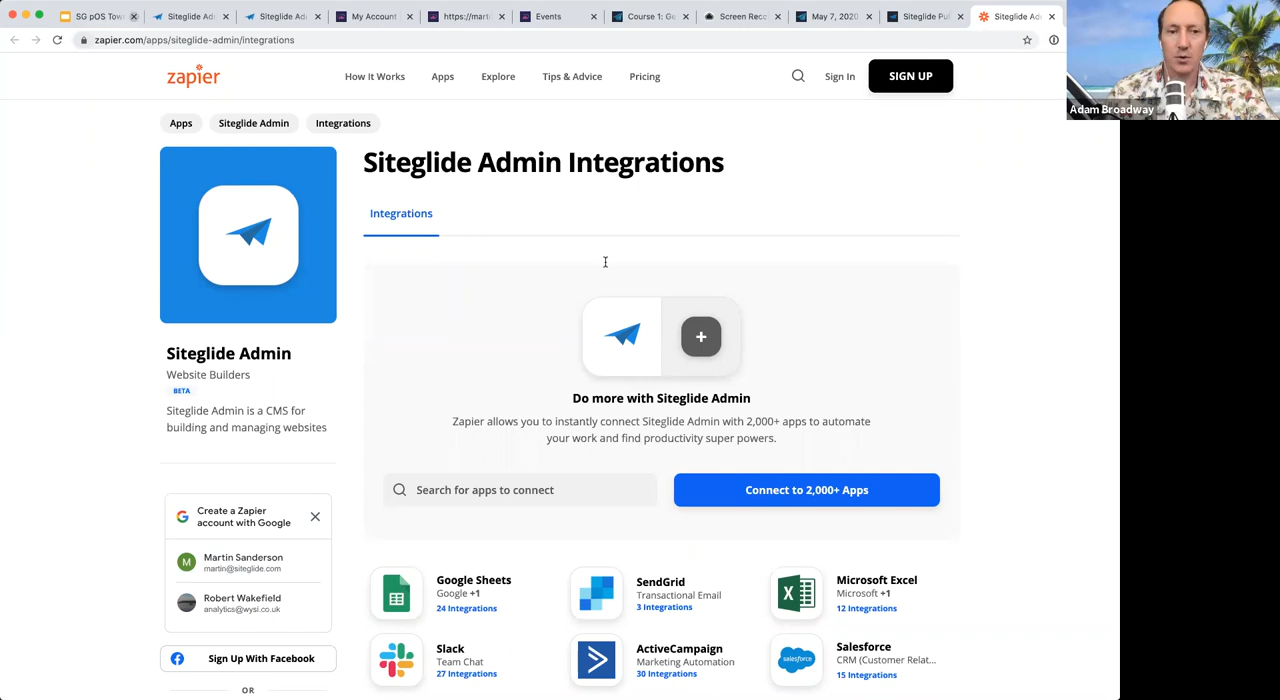 SG pOS Tow
Siteglide Adm
Siteglide Adm
My Account
https://marti
Events
Course 1: Ge
Screen Reco
May 7, 2020
Siteglide Pu
Siteglide Adm
zapier.com/apps/siteglide-admin/integrations
Adam Broadway
zapier
How It Works
Apps
Explore
Tips & Advice
Pricing
Sign In
SIGN UP
Apps
Siteglide Admin
Integrations
Siteglide Admin Integrations
Integrations
Siteglide Admin
Website Builders
BETA
Siteglide Admin is a CMS for
building and managing websites
Do more with Siteglide Admin
Zapier allows you to instantly connect Siteglide Admin with 2,000+ apps to automate
your work and find productivity super powers.
Search for apps to connect
Connect to 2,000+ Apps
Create a Zapier
account with Google
M
Martin Sanderson
martin@siteglide.com
Robert Wakefield
analytics@wysi.co.uk
Sign Up With Facebook
OR
Google Sheets
Google +1
24 Integrations
SendGrid
Transactional Email
3 Integrations
Microsoft Excel
Microsoft +1
12 Integrations
Slack
Team Chat
27 Integrations
ActiveCampaign
Marketing Automation
30 Integrations
salesforce
Salesforce
CRM (Customer Relat...
15 Integrations